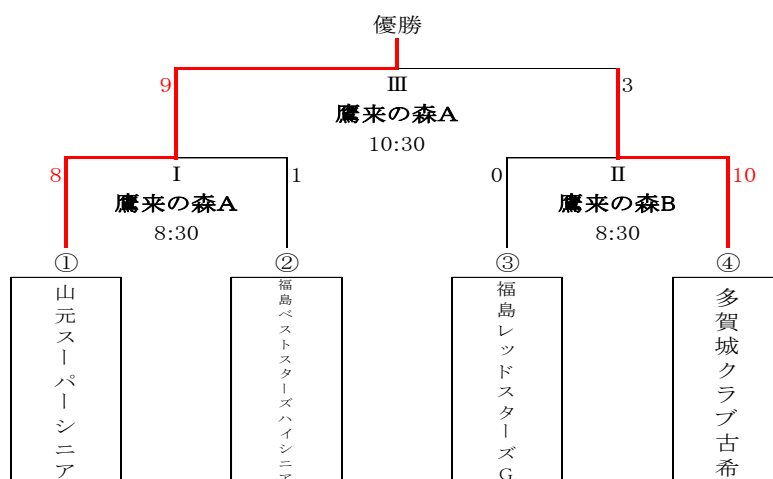 優勝
9
Ⅲ
3
鷹来の森A
10:30
8
Ⅰ
1
0
Ⅱ
10
鷹来の森A
鷹来の森B
8:30
8:30
①
②
③
④
山元スーパーシニア
福島ベストスターズハイシニア
福島レッドスターズG
多賀城クラブ古希